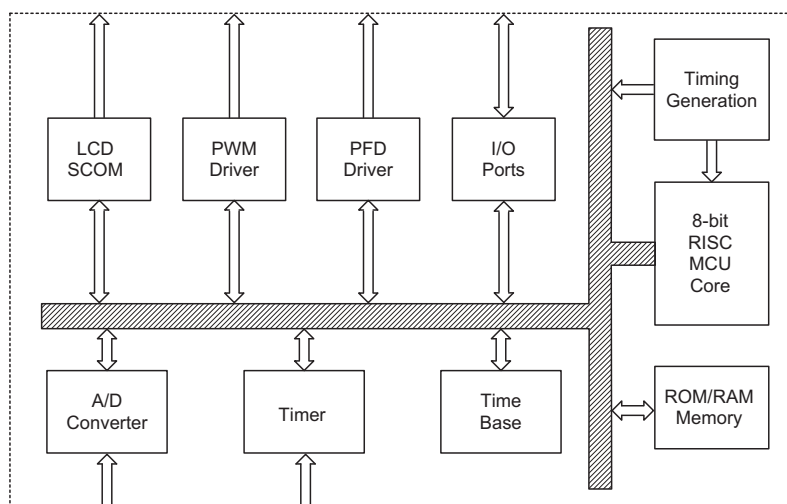 LCD
SCOM
PWM
Driver
PFD
Driver
I/O
Ports
Timing
Generation
8-bit
RISC
MCU
Core
A/D
Converter
Timer
Time
Base
ROM/RAM
Memory